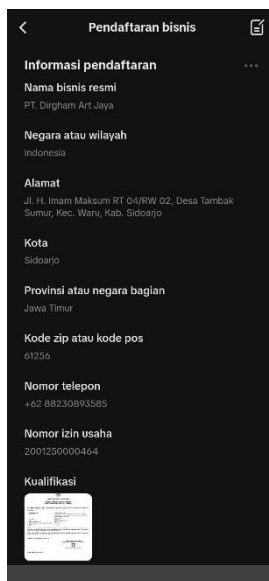 Pendaftaran bisnis
Informasi pendaftaran
Nama bisnis resmi
PT. Dirgham Art Jaya
Negara atau wilayah
Indonesia
Alamat
Jl. H. Imam Maksum RT 04/RW 02, Desa Tambak
Sumur, Kec. Waru, Kab. Sidoarjo
Kota
Sidoarjo
Provinsi atau negara bagian
Jawa Timur
Kode zip atau kode pos
61256
Nomor telepon
+62 88230893585
Nomor izin usaha
2001250000464
Kualifikasi